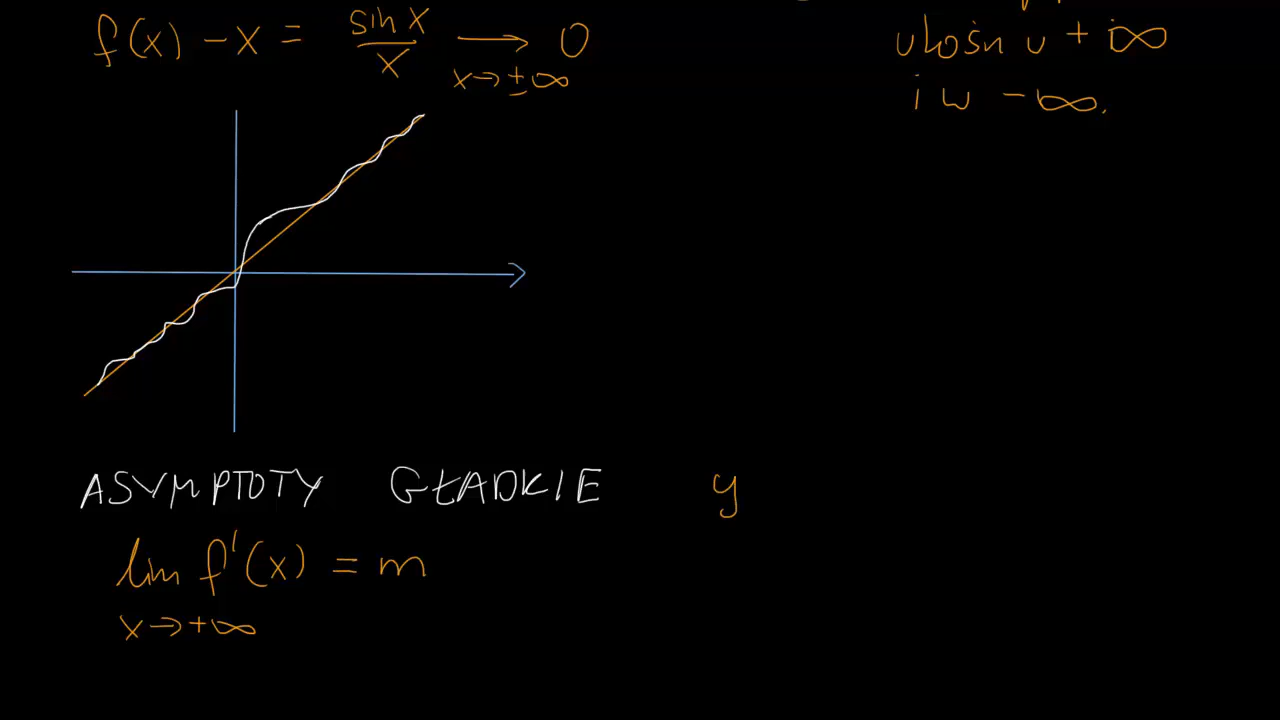 f(x) - x = sin x / x → 0
x → ±∞
ukośn w + ∞
i w - ∞.
ASYMPTOTY GŁADKIE y
lim f'(x) = m
x → +∞